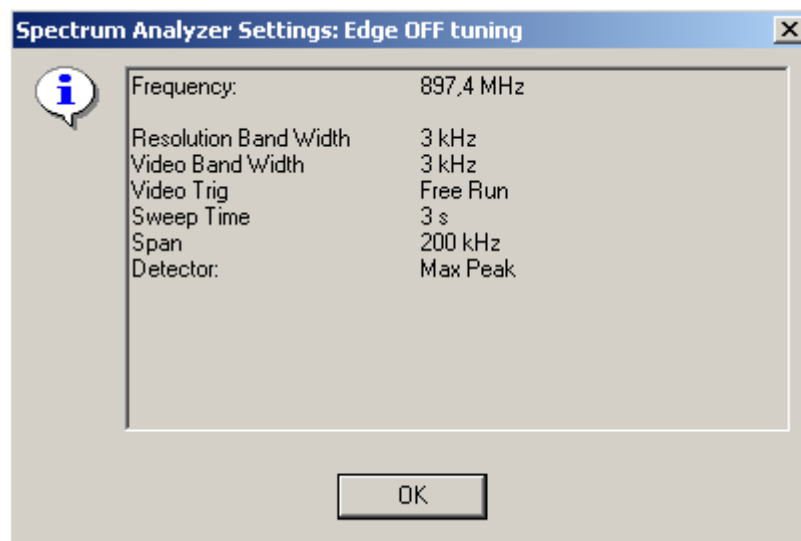 Spectrum Analyzer Settings: Edge OFF tuning
Frequency: 897,4 MHz
Resolution Band Width 3 kHz
Video Band Width 3 kHz
Video Trig Free Run
Sweep Time 3 s
Span 200 kHz
Detector: Max Peak
OK